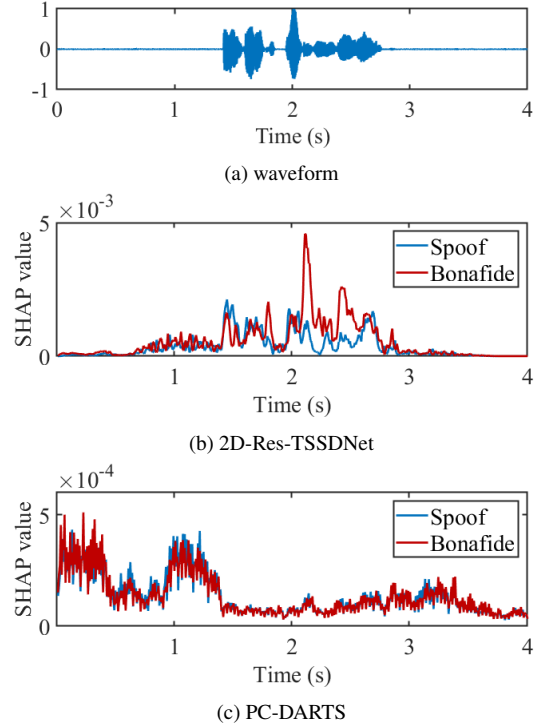 1
0
-1
0 1 2 3 4
Time (s)
(a) waveform
×10⁻³
5
SHAP value
Spoof
Bonafide
0
1 2 3 4
Time (s)
(b) 2D-Res-TSSDNet
×10⁻⁴
5
SHAP value
Spoof
Bonafide
0
0 1 2 3 4
Time (s)
(c) PC-DARTS